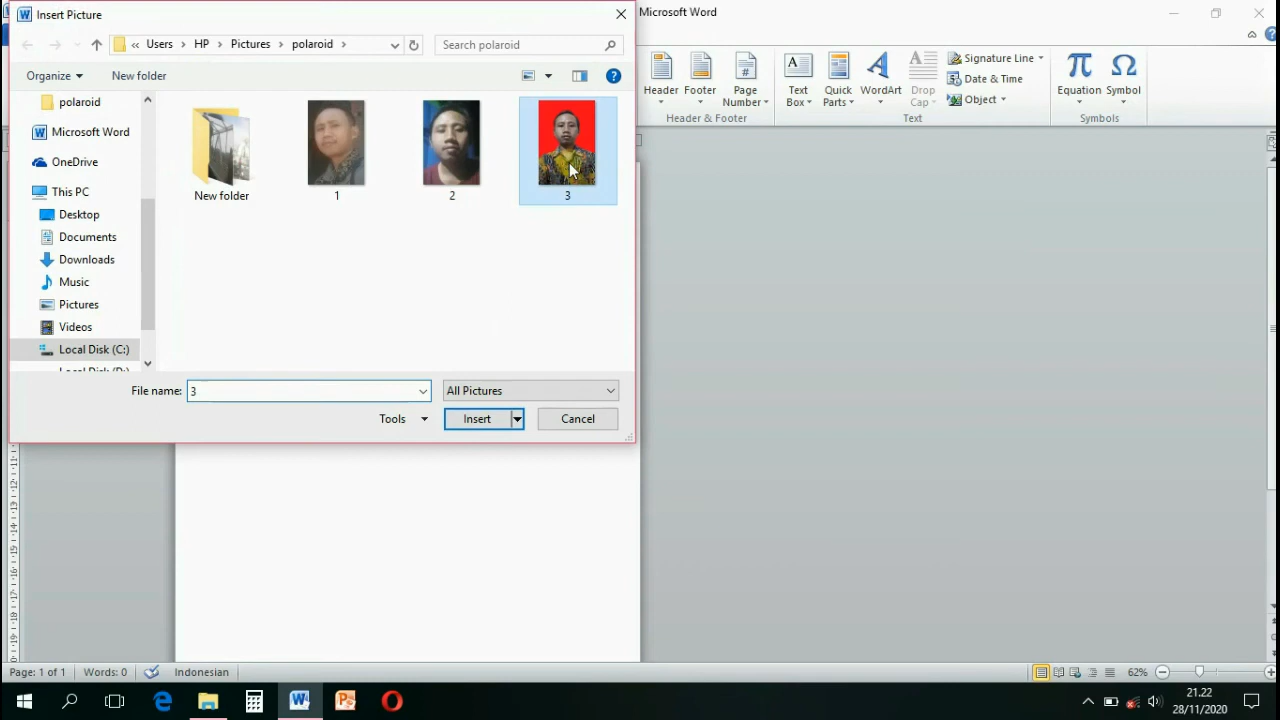 Insert Picture
Microsoft Word
« Users > HP > Pictures > polaroid >
Search polaroid
Organize
New folder
polaroid
Microsoft Word
OneDrive
This PC
Desktop
Documents
Downloads
Music
Pictures
Videos
Local Disk (C:)
New folder
1
2
3
File name: 3
All Pictures
Tools
Insert
Cancel
Header
Footer
Page Number
Header & Footer
A
Text Box
Quick Parts
A
WordArt
A
Drop Cap
Signature Line
Date & Time
Object
Text
π
Equation
Ω
Symbol
Symbols
Page: 1 of 1
Words: 0
Indonesian
62%
21.22
28/11/2020